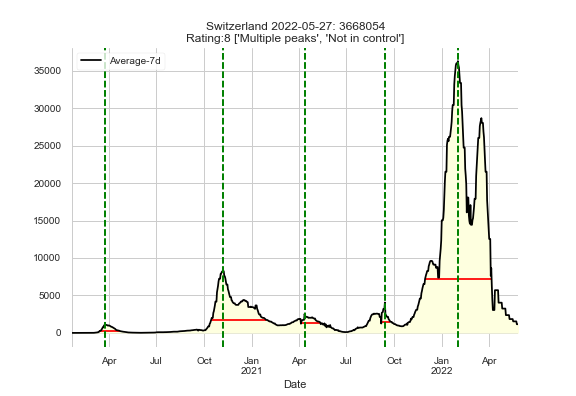 Switzerland 2022-05-27: 3668054
Rating:8 ['Multiple peaks', 'Not in control']
Average-7d
35000
30000
25000
20000
15000
10000
5000
0
Apr Jul Oct Jan Apr Jul Oct Jan Apr
2021 2022
Date